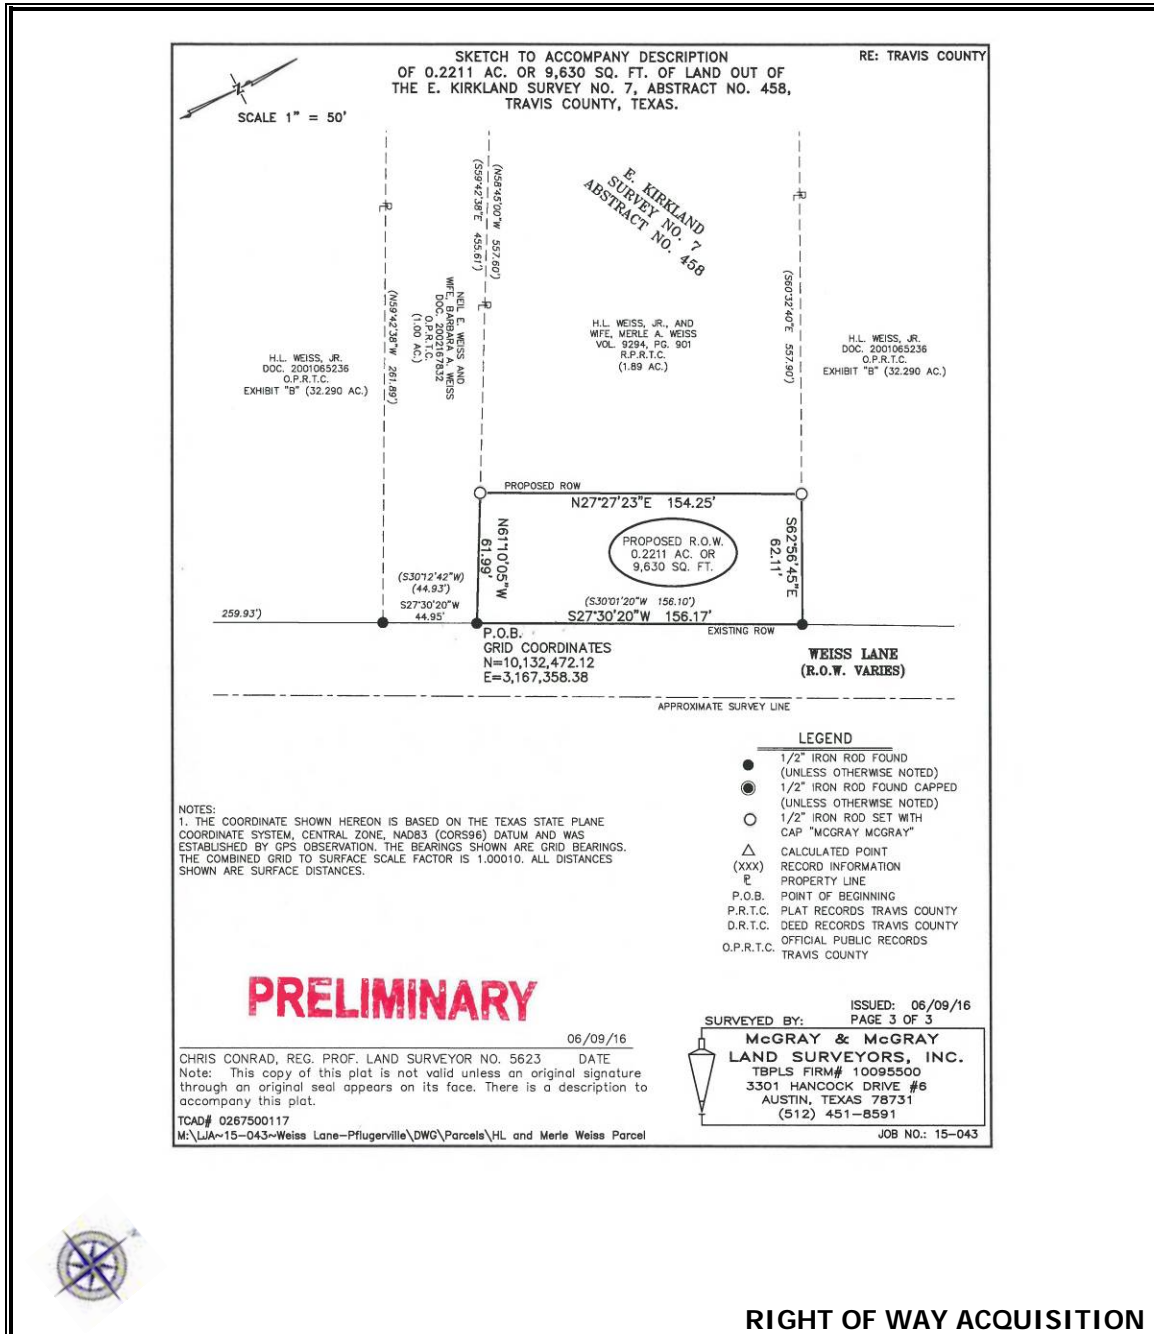 SKETCH TO ACCOMPANY DESCRIPTION
OF 0.2211 AC. OR 9,630 SQ. FT. OF LAND OUT OF
THE E. KIRKLAND SURVEY NO. 7, ABSTRACT NO. 458,
TRAVIS COUNTY, TEXAS.
RE: TRAVIS COUNTY
SCALE 1" = 50'
(N58°45'00"W 557.60')
(S59°42'38"E 455.61')
E. KIRKLAND
SURVEY NO. 7
ABSTRACT NO. 458
(N59°42'38"W 261.89')
NEIL E. WEISS AND
WIFE, BARBARA A. WEISS
DOC. 2002167832
O.P.R.T.C.
(1.00 AC.)
(S60°32'40"E 557.90')
H.L. WEISS, JR.
DOC. 2001065236
O.P.R.T.C.
EXHIBIT "B" (32.290 AC.)
H.L. WEISS, JR., AND
WIFE, MERLE A. WEISS
VOL. 9294, PG. 901
R.P.R.T.C.
(1.89 AC.)
H.L. WEISS, JR.
DOC. 2001065236
O.P.R.T.C.
EXHIBIT "B" (32.290 AC.)
PROPOSED ROW
N27°27'23"E 154.25'
N61°10'05"W
61.99'
PROPOSED R.O.W.
0.2211 AC. OR
9,630 SQ. FT.
S62°56'45"E
62.11'
(S30°12'42"W)
(44.93')
S27°30'20"W
44.95'
(S30°01'20"W 156.10')
S27°30'20"W 156.17'
259.93')
EXISTING ROW
P.O.B.
GRID COORDINATES
N=10,132,472.12
E=3,167,358.38
WEISS LANE
(R.O.W. VARIES)
APPROXIMATE SURVEY LINE
LEGEND
1/2" IRON ROD FOUND
(UNLESS OTHERWISE NOTED)
1/2" IRON ROD FOUND CAPPED
(UNLESS OTHERWISE NOTED)
1/2" IRON ROD SET WITH
CAP "MCGRAY MCGRAY"
CALCULATED POINT
(XXX) RECORD INFORMATION
PROPERTY LINE
P.O.B. POINT OF BEGINNING
P.R.T.C. PLAT RECORDS TRAVIS COUNTY
D.R.T.C. DEED RECORDS TRAVIS COUNTY
O.P.R.T.C. OFFICIAL PUBLIC RECORDS
TRAVIS COUNTY
NOTES:
1. THE COORDINATE SHOWN HEREON IS BASED ON THE TEXAS STATE PLANE
COORDINATE SYSTEM, CENTRAL ZONE, NAD83 (CORS96) DATUM AND WAS
ESTABLISHED BY GPS OBSERVATION. THE BEARINGS SHOWN ARE GRID BEARINGS.
THE COMBINED GRID TO SURFACE SCALE FACTOR IS 1.00010. ALL DISTANCES
SHOWN ARE SURFACE DISTANCES.
PRELIMINARY
06/09/16
CHRIS CONRAD, REG. PROF. LAND SURVEYOR NO. 5623 DATE
Note: This copy of this plat is not valid unless an original signature
through an original seal appears on its face. There is a description to
accompany this plat.
TCAD# 0267500117
M:\LJA~15-043~Weiss Lane-Pflugerville\DWG\Parcels\HL and Merle Weiss Parcel
ISSUED: 06/09/16
SURVEYED BY: PAGE 3 OF 3
McGRAY & McGRAY
LAND SURVEYORS, INC.
TBPLS FIRM# 10095500
3301 HANCOCK DRIVE #6
AUSTIN, TEXAS 78731
(512) 451-8591
JOB NO.: 15-043
RIGHT OF WAY ACQUISITION